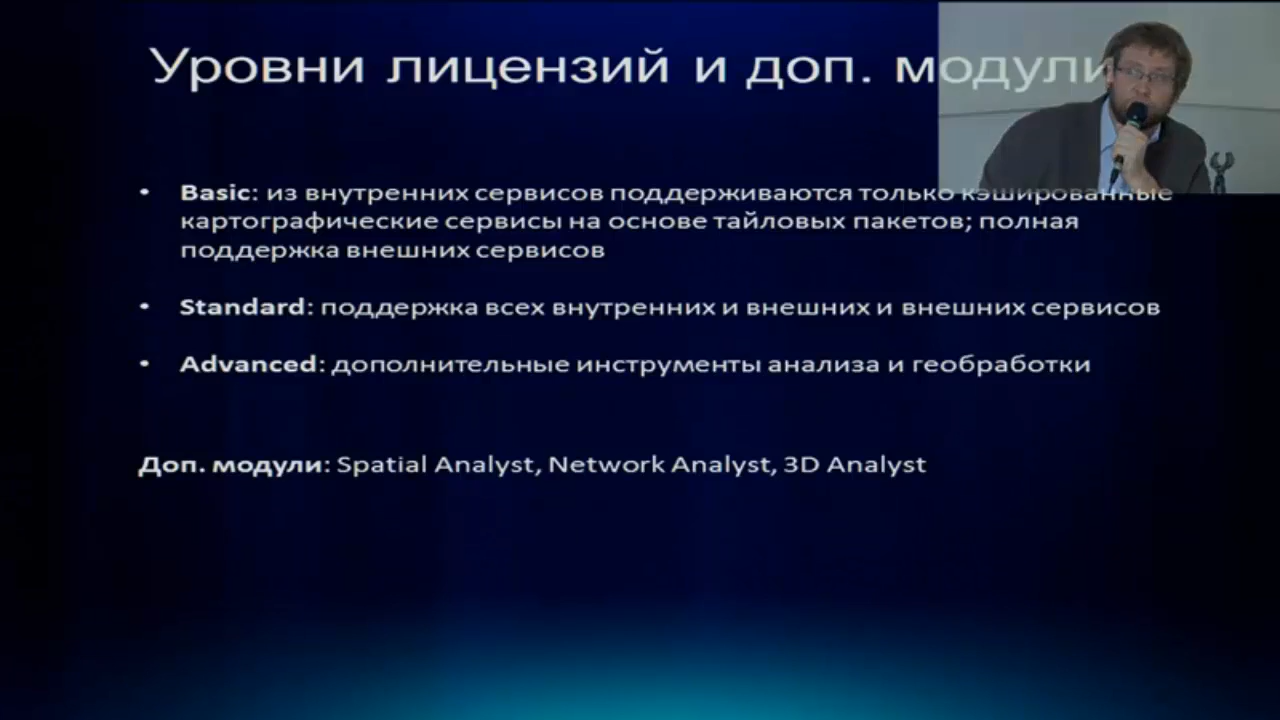 Уровни лицензий и доп. модули
• Basic: из внутренних сервисов поддерживаются только кэшированные
картографические сервисы на основе тайловых пакетов; полная
поддержка внешних сервисов
• Standard: поддержка всех внутренних и внешних и внешних сервисов
• Advanced: дополнительные инструменты анализа и геобработки
Доп. модули: Spatial Analyst, Network Analyst, 3D Analyst